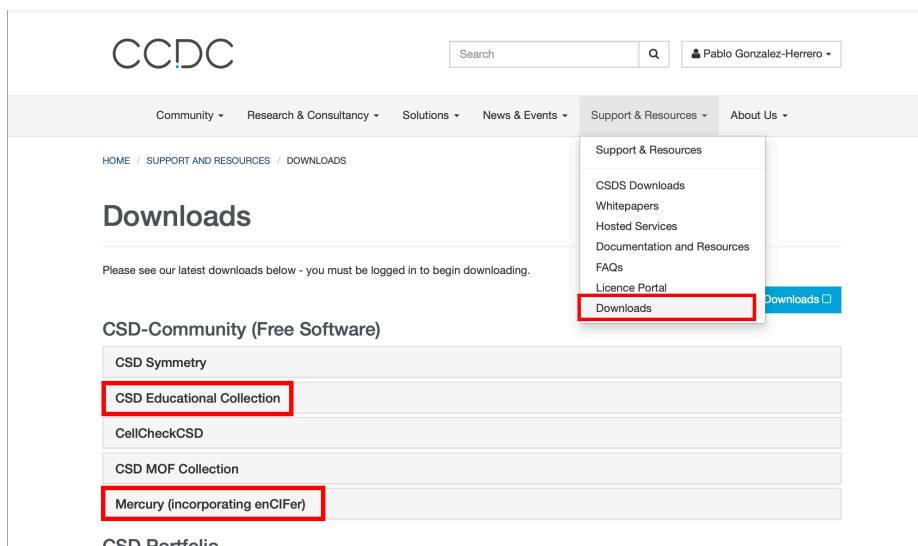 CCDC
Search
Pablo Gonzalez-Herrero
Community Research & Consultancy Solutions News & Events Support & Resources About Us
HOME / SUPPORT AND RESOURCES / DOWNLOADS
Support & Resources
CSDS Downloads
Whitepapers
Hosted Services
Documentation and Resources
FAQs
Licence Portal
Downloads
Downloads
Please see our latest downloads below - you must be logged in to begin downloading.
Downloads
CSD-Community (Free Software)
CSD Symmetry
CSD Educational Collection
CellCheckCSD
CSD MOF Collection
Mercury (incorporating enCIFer)
CSD Portfolio